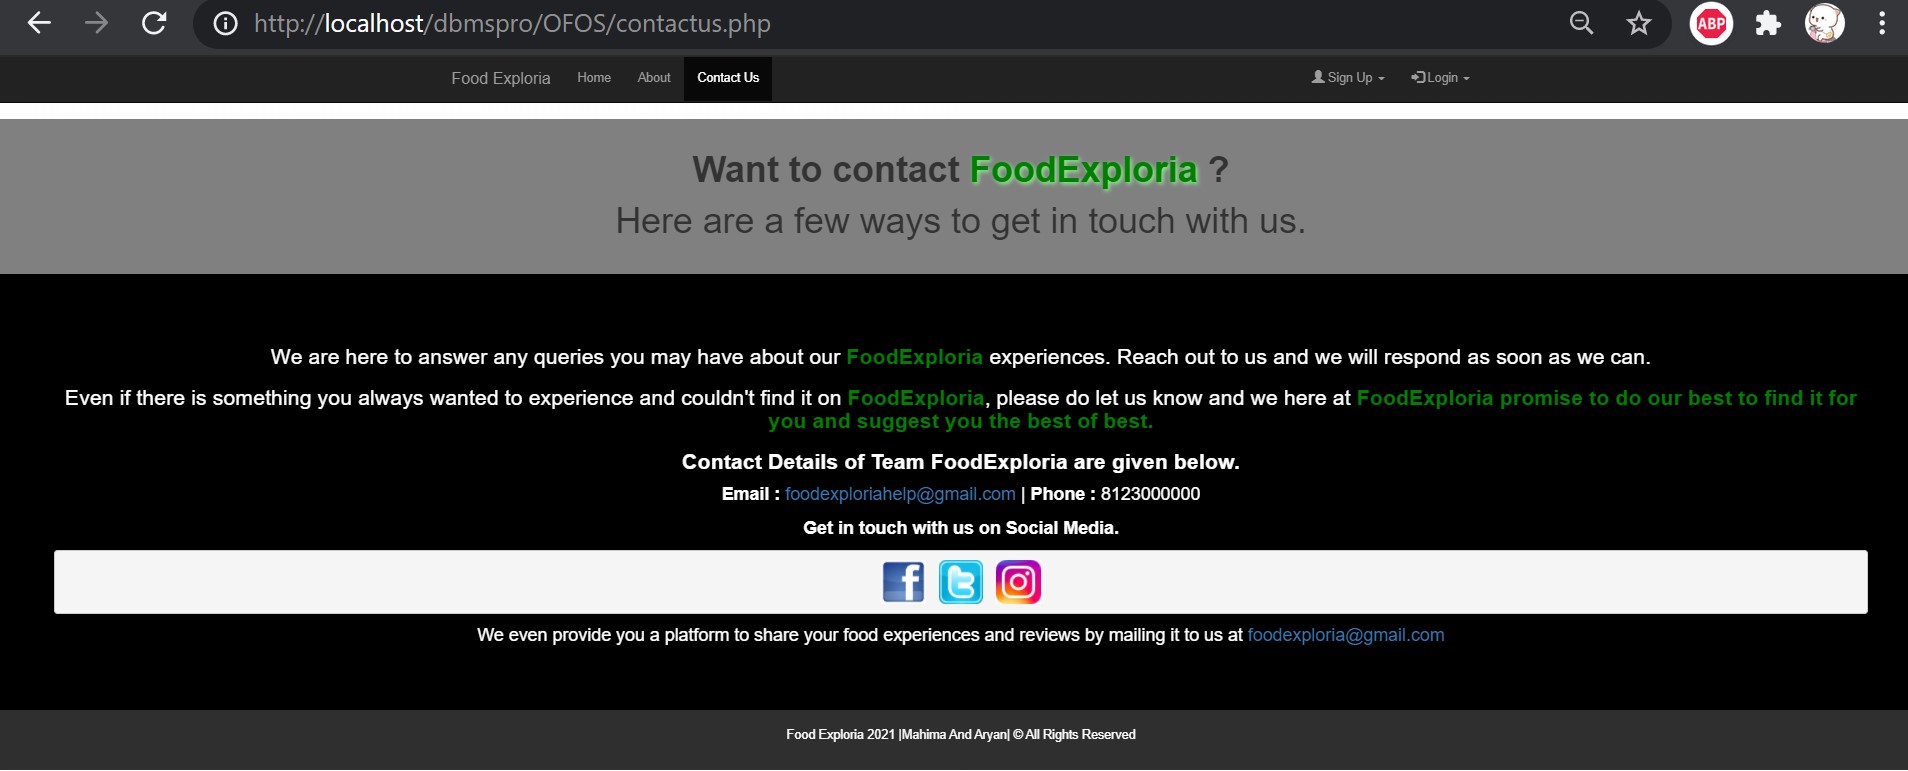 http://localhost/dbmspro/OFOS/contactus.php
ABP
Food Exploria Home About Contact Us Sign Up Login
Want to contact FoodExploria ?
Here are a few ways to get in touch with us.
We are here to answer any queries you may have about our FoodExploria experiences. Reach out to us and we will respond as soon as we can.
Even if there is something you always wanted to experience and couldn't find it on FoodExploria, please do let us know and we here at FoodExploria promise to do our best to find it for
you and suggest you the best of best.
Contact Details of Team FoodExploria are given below.
Email : foodexploriahelp@gmail.com | Phone : 8123000000
Get in touch with us on Social Media.
We even provide you a platform to share your food experiences and reviews by mailing it to us at foodexploria@gmail.com
Food Exploria 2021 |Mahima And Aryan| © All Rights Reserved